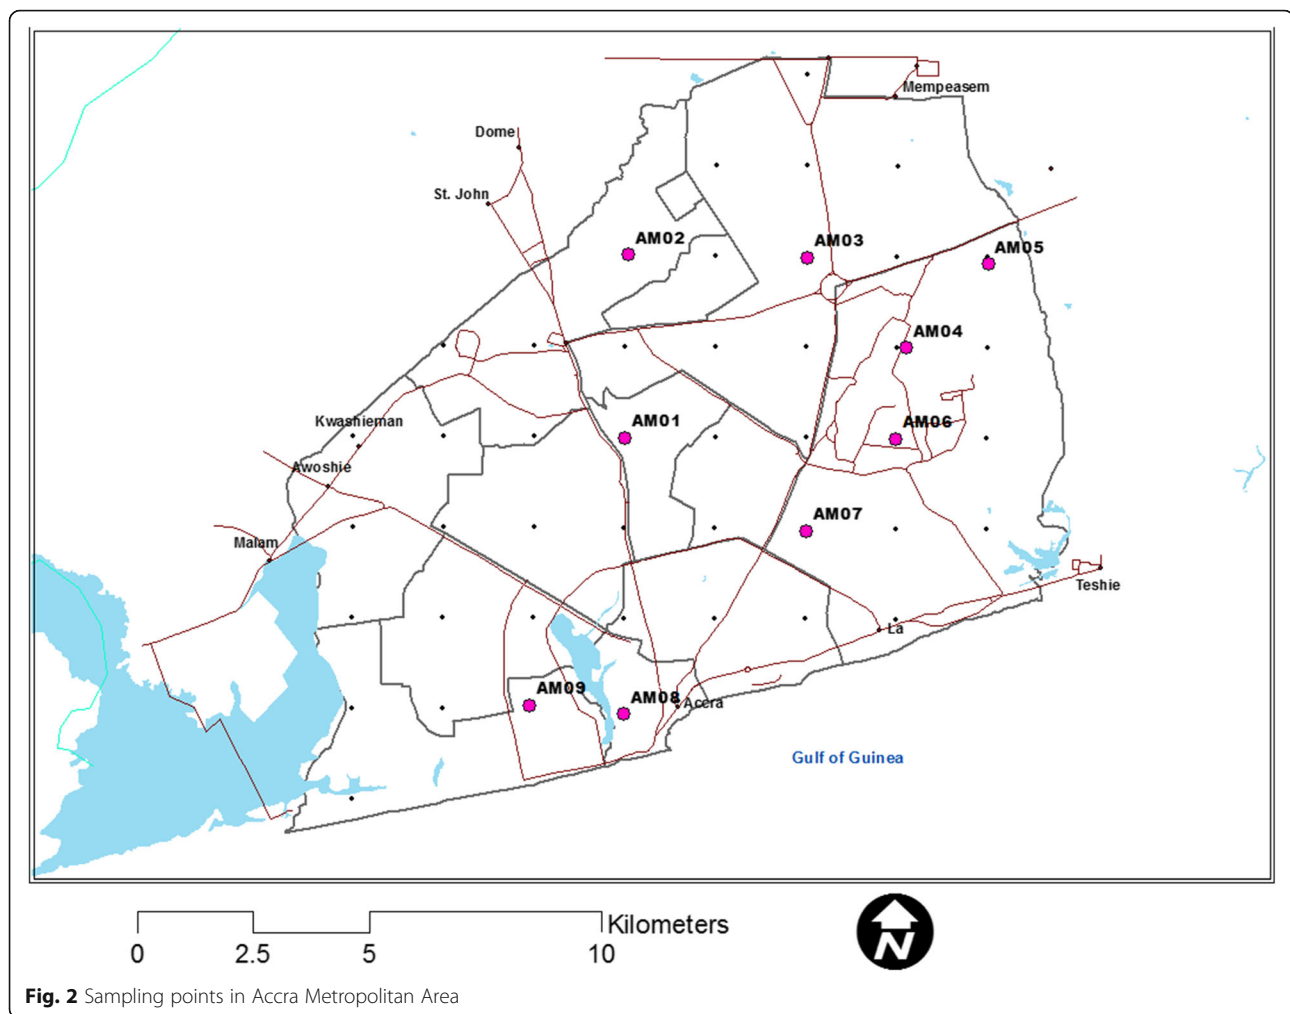 Mempeasem
Dome
St. John
AM02
AM03
AM05
AM04
Kwashieman
AM01
AM06
Awoshie
AM07
Malam
Teshie
La
AM09
AM08
Accra
Gulf of Guinea
Kilometers
0 2.5 5 10
N
Fig. 2 Sampling points in Accra Metropolitan Area